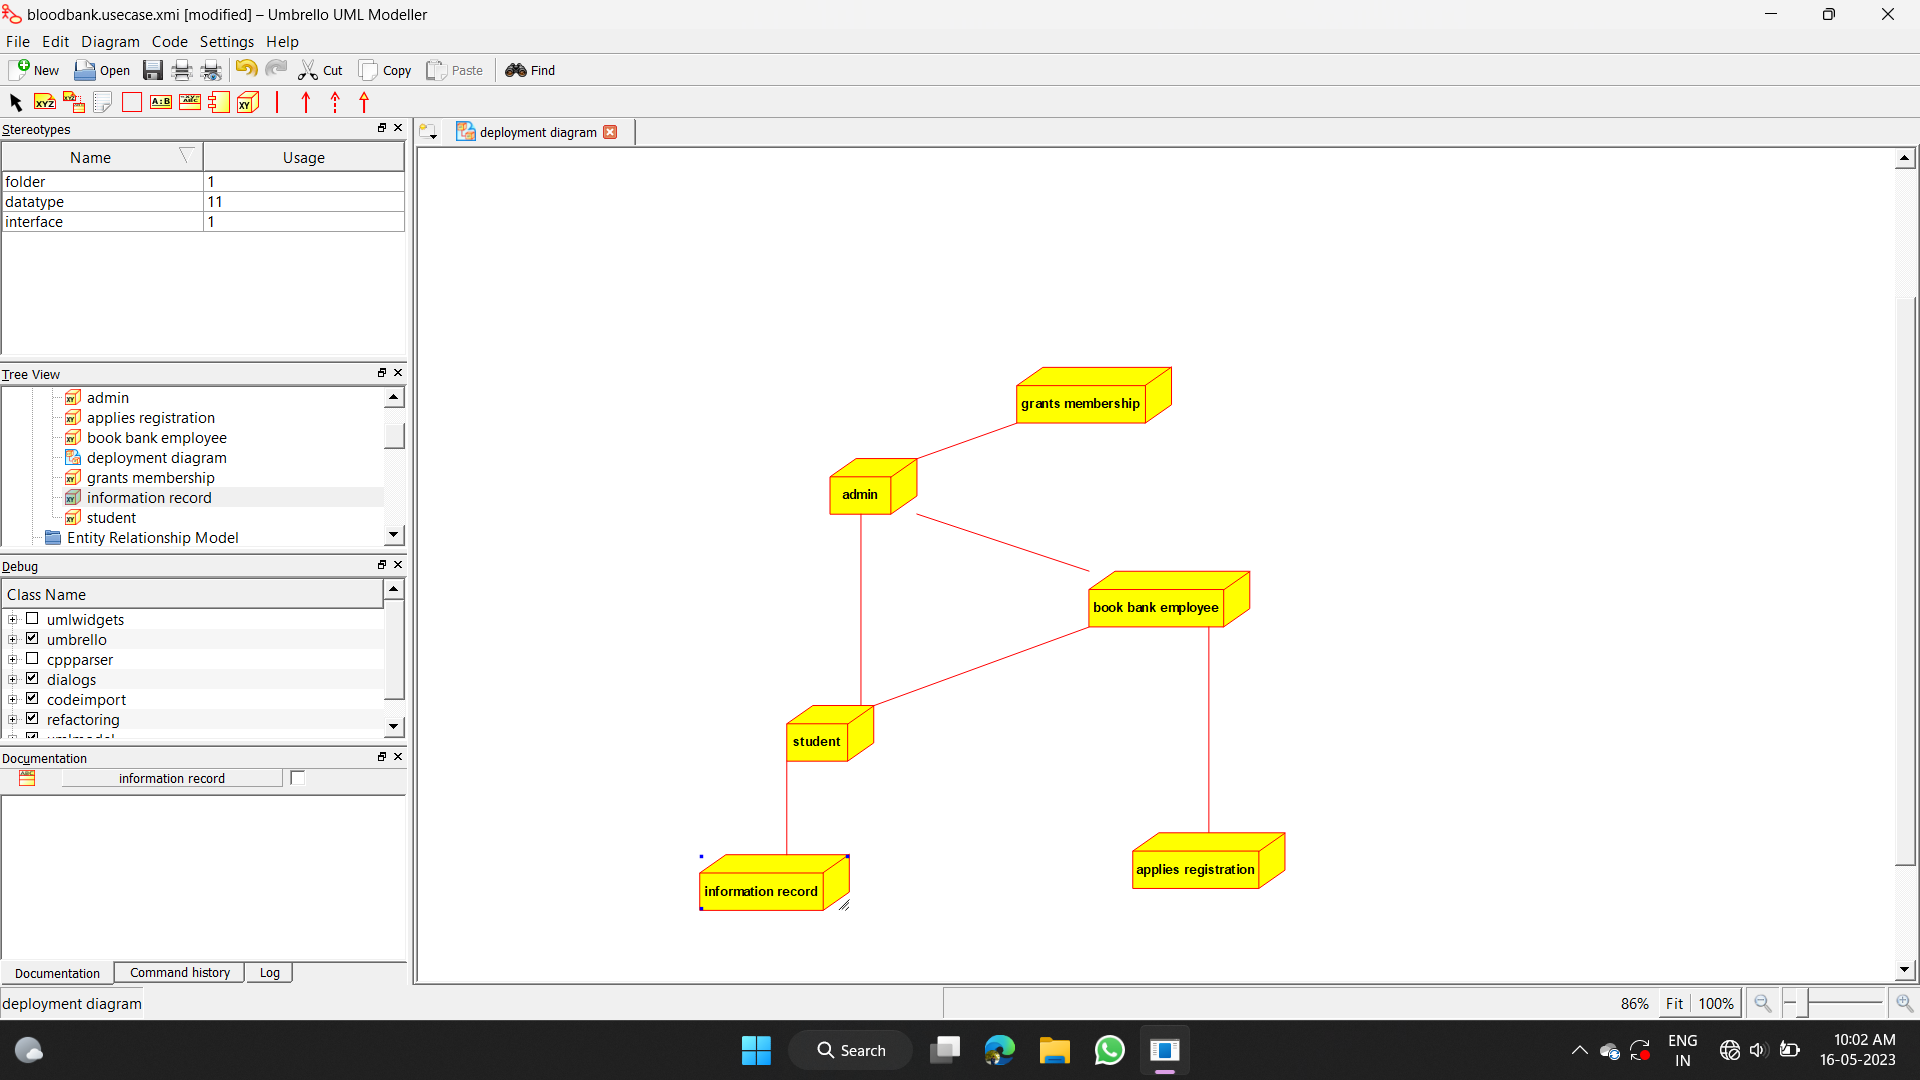 bloodbank.usecase.xmi [modified] – Umbrello UML Modeller
File Edit Diagram Code Settings Help
New Open Cut Copy Paste Find
XYZ A:B ABC XY
Stereotypes
Name Usage
folder 1
datatype 11
interface 1
Tree View
admin
applies registration
book bank employee
deployment diagram
grants membership
information record
student
Entity Relationship Model
Debug
Class Name
umlwidgets
umbrello
cppparser
dialogs
codeimport
refactoring
umlmodel
Documentation
information record
Documentation Command history Log
deployment diagram
deployment diagram
grants membership
admin
book bank employee
student
information record
applies registration
86% Fit 100%
Search
ENG
IN
10:02 AM
16-05-2023